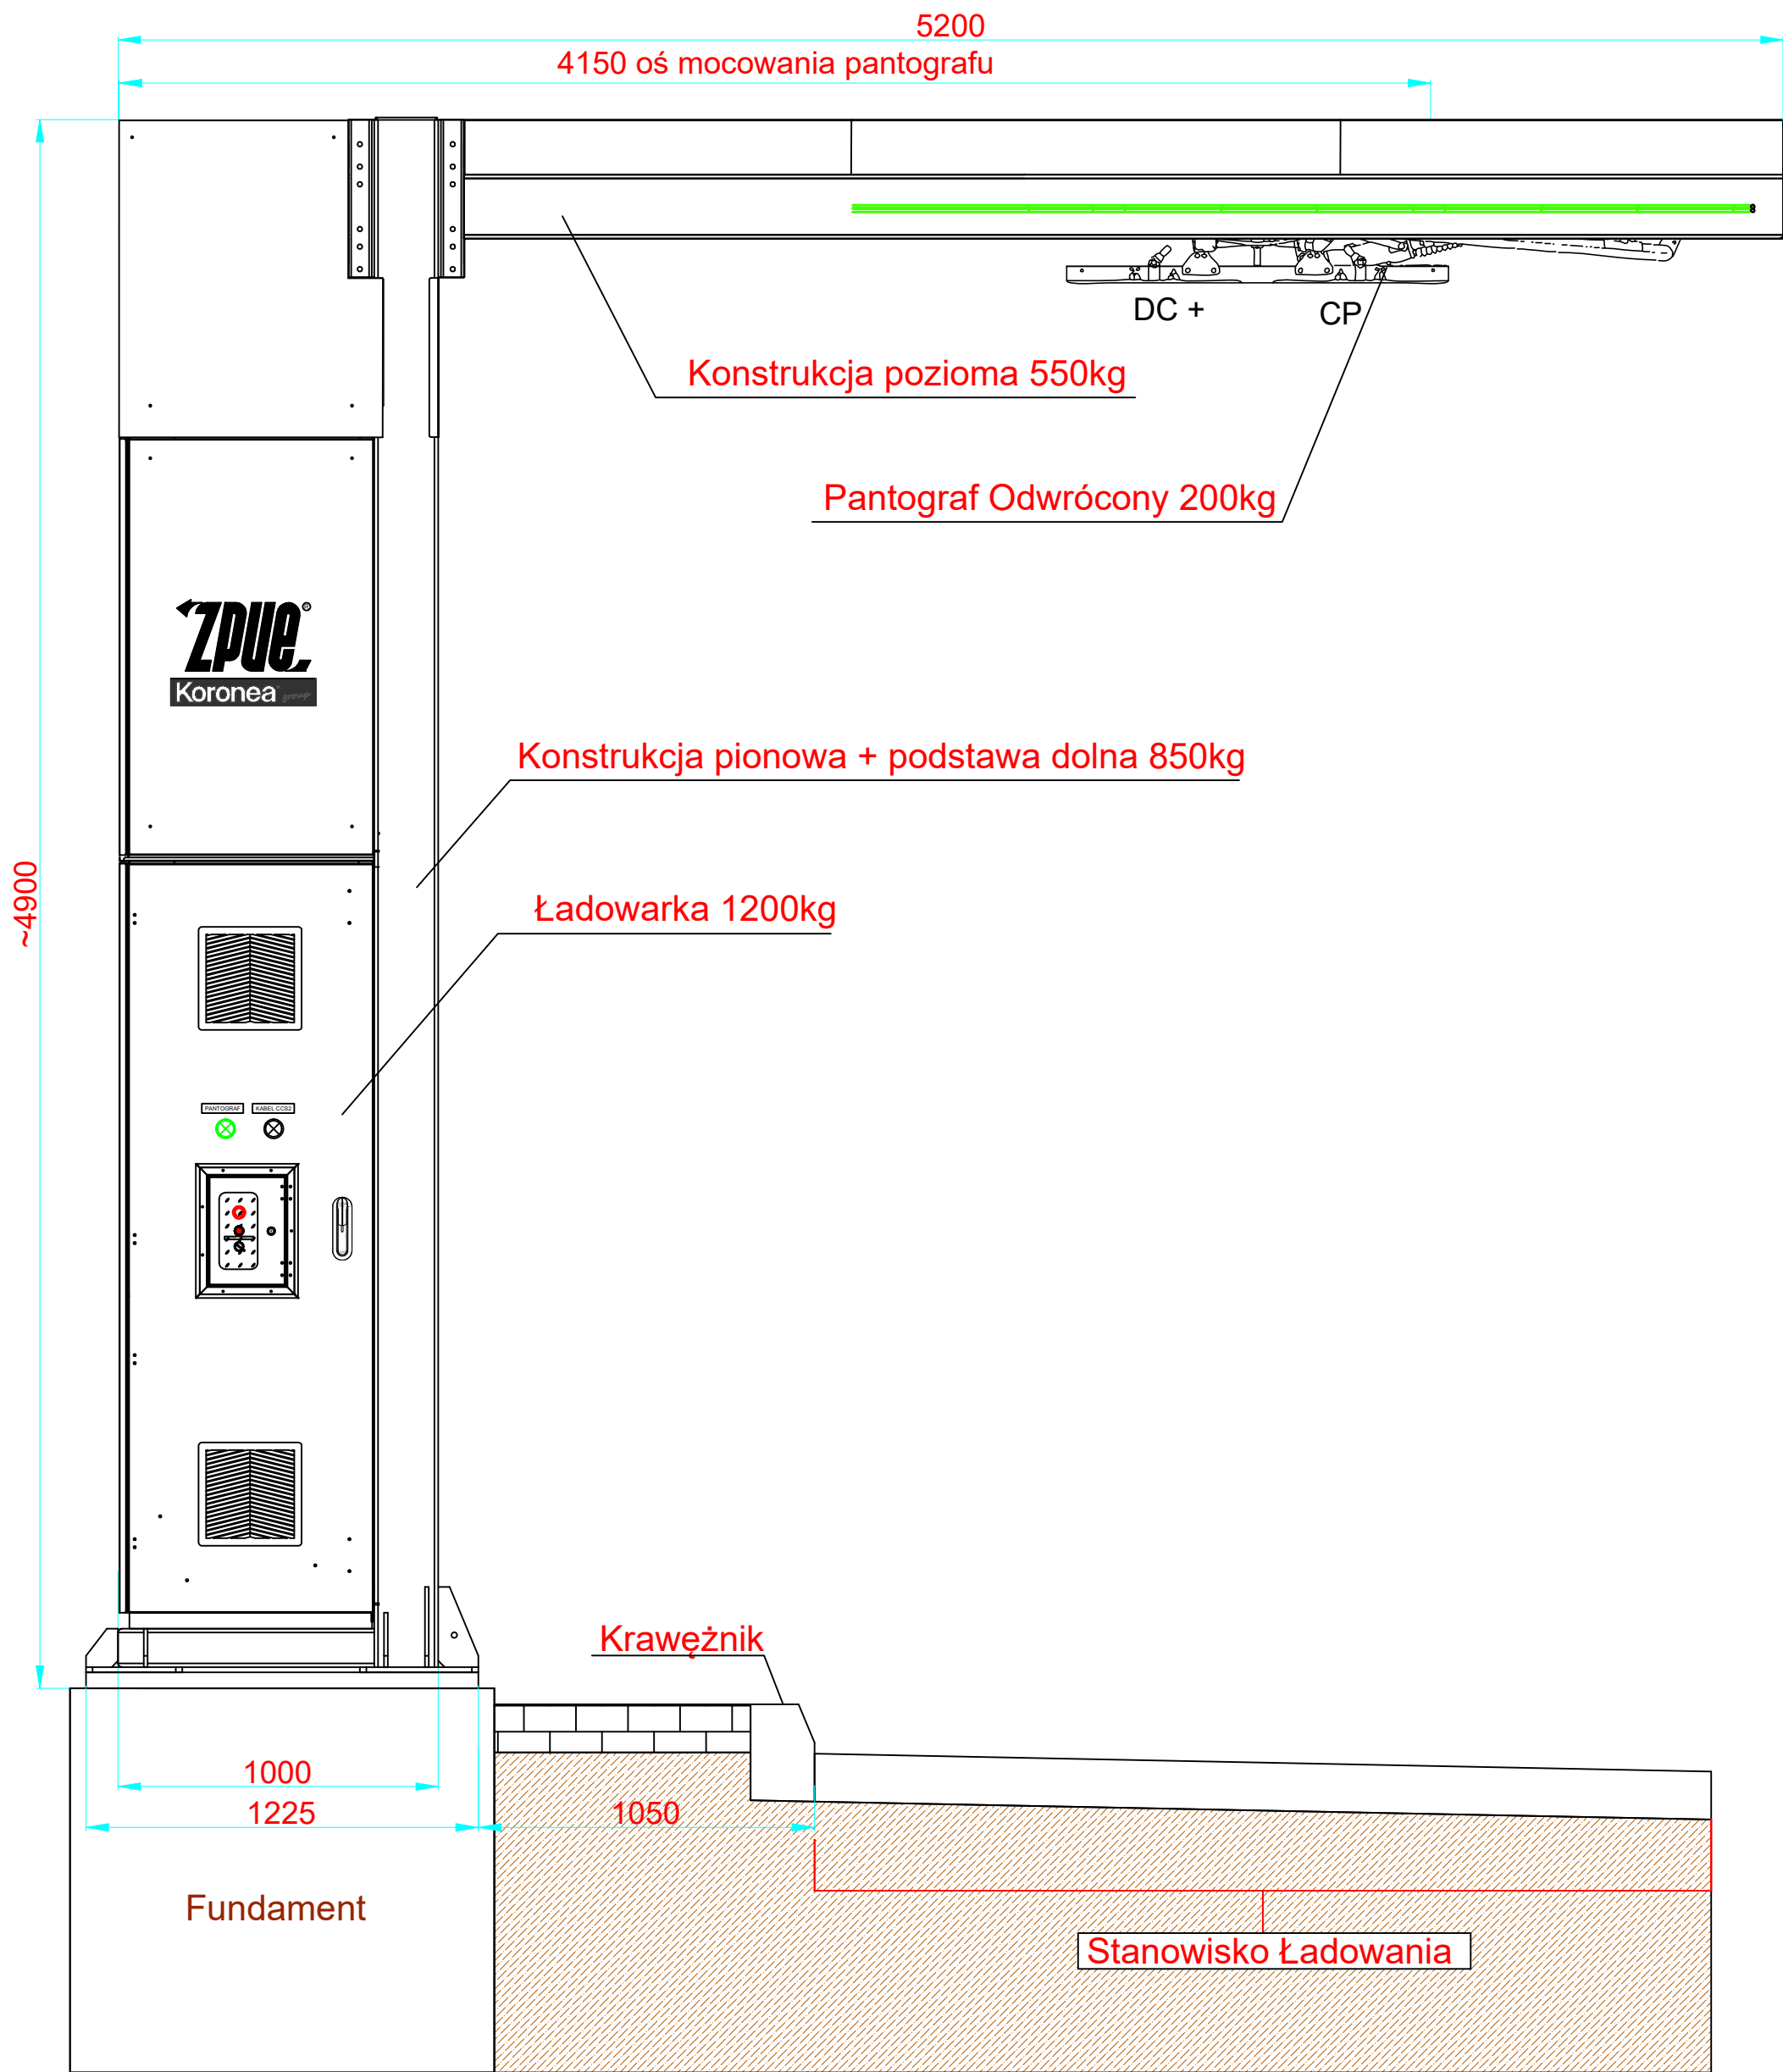 5200
4150 oś mocowania pantografu
DC +
CP
Konstrukcja pozioma 550kg
Pantograf Odwrócony 200kg
ZPUE®
Koronea group
Konstrukcja pionowa + podstawa dolna 850kg
~4900
Ładowarka 1200kg
PANTOGRAF
KABEL CCS2
Krawężnik
1000
1225
1050
Fundament
Stanowisko Ładowania